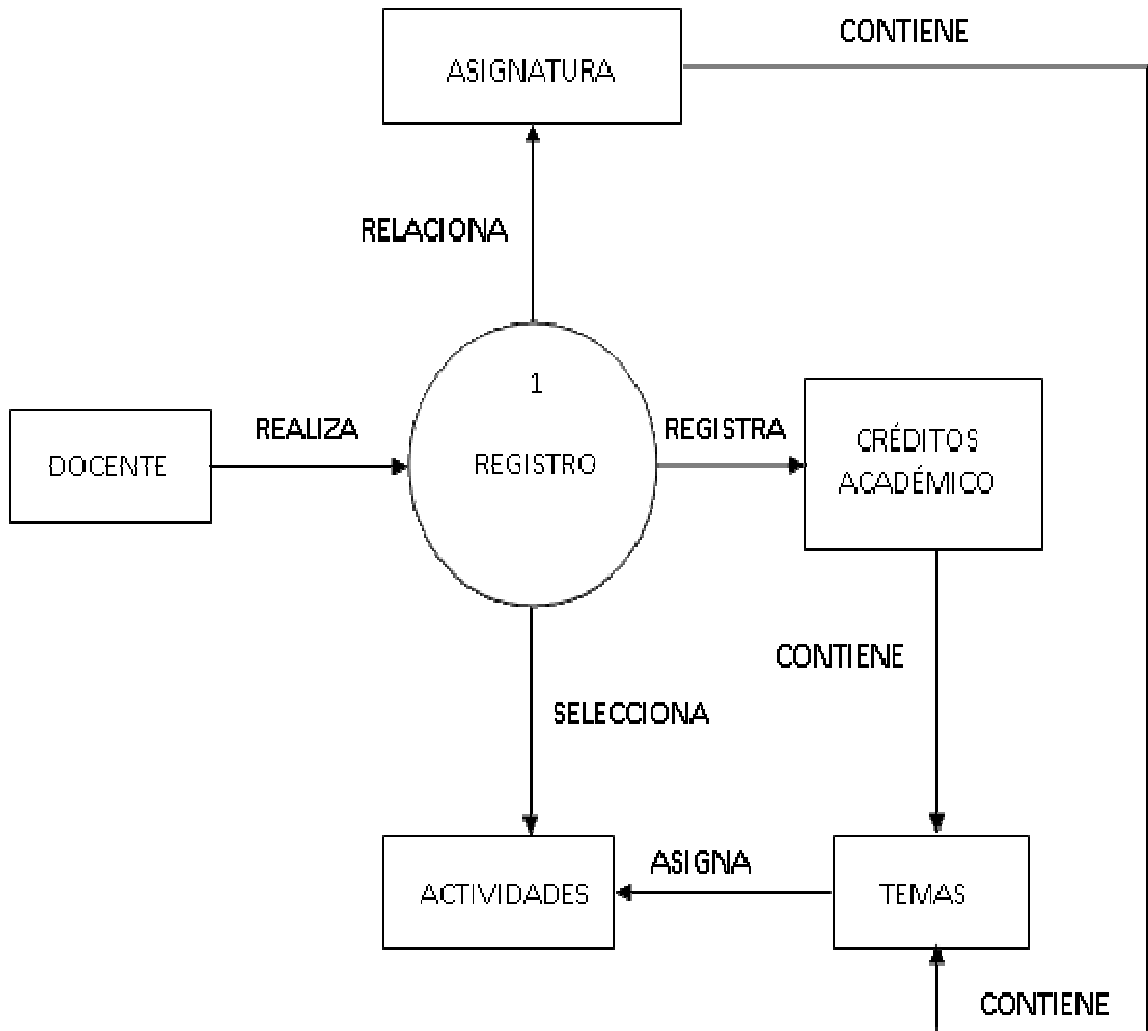 CONTIENE
ASIGNATURA
RELACIONA
1
REALIZA
REGISTRA
CRÉDITOS
DOCENTE
REGISTRO
ACADÉMICO
CONTIENE
SELECCIONA
ASIGNA
ACTIVIDADES
TEMAS
CONTIENE